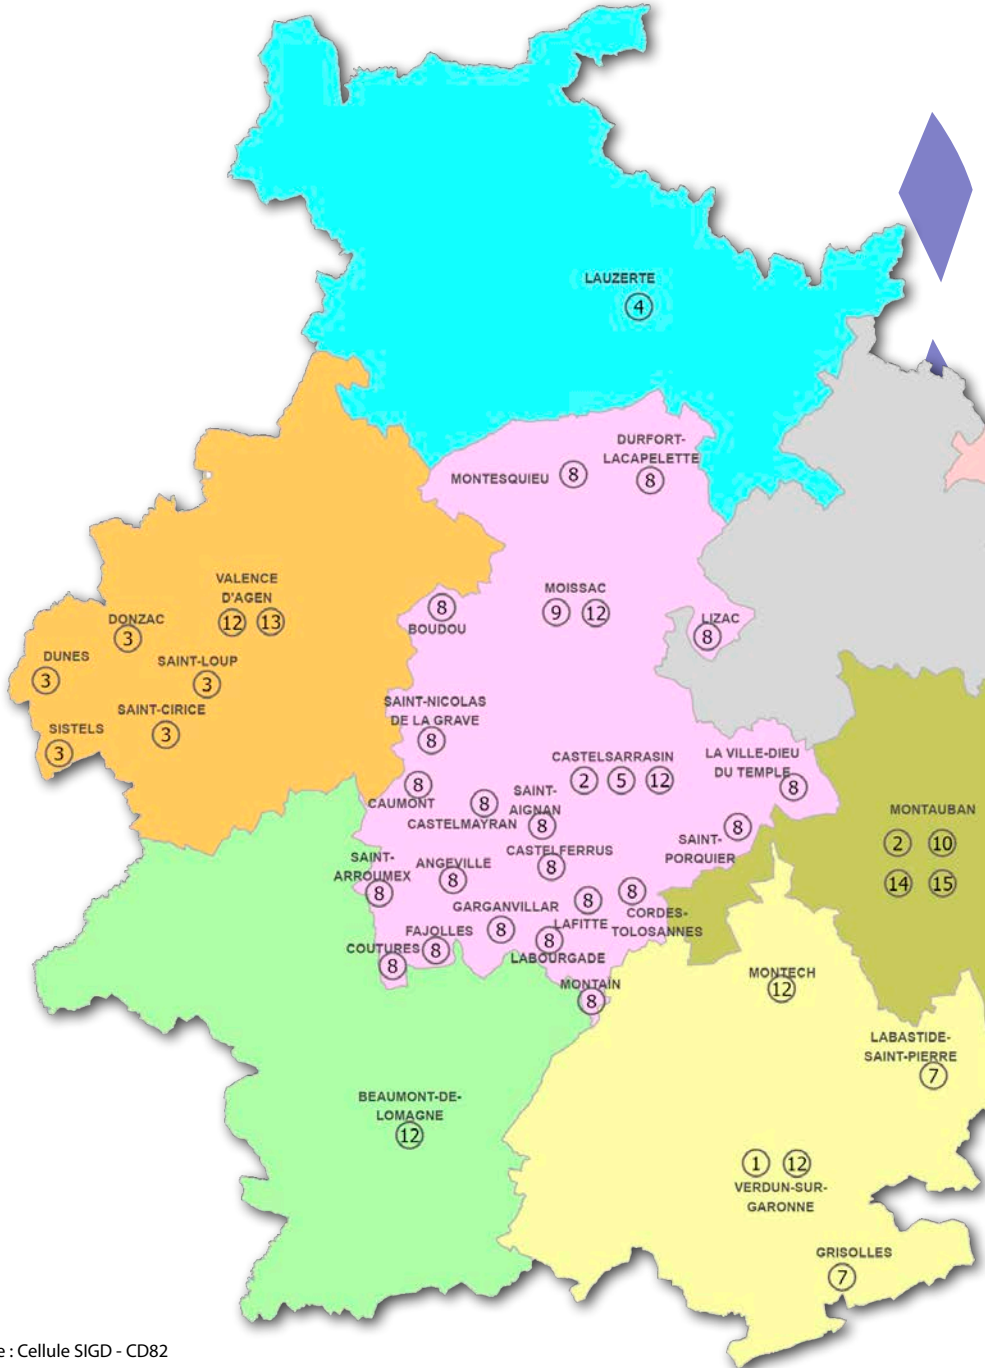 LAUZERTE
4
DURFORT-
LACAPELETTE
8
MONTESQUIEU 8
VALENCE
D'AGEN
12 13
MOISSAC
9 12
8
BOUDOU
LIZAC
8
DONZAC
3
DUNES
3
SAINT-LOUP
3
SAINT-CIRICE
3
SISTELS
3
SAINT-NICOLAS
DE LA GRAVE
8
CASTELSARRASIN
2 5 12
LA VILLE-DIEU
DU TEMPLE
8
8
CAUMONT
8
CASTELMAYRAN
SAINT-
AIGNAN
8
8
SAINT-
PORQUIER
MONTAUBAN
2 10
14 15
SAINT-
ARROUMEX
8
ANGEVILLE
8
CASTELFERRUS
8
GARGANVILLAR
8
8
LAFITTE
8
CORDES-
TOLOSANNES
FAJOLLES
8
COUTURES
8
8
LABOURGADE
MONTAÏN
8
MONTECH
12
LABASTIDE-
SAINT-PIERRE
7
BEAUMONT-DE-
LOMAGNE
12
1 12
VERDUN-SUR-
GARONNE
GRISOLLES
7
e : Cellule SIGD - CD82